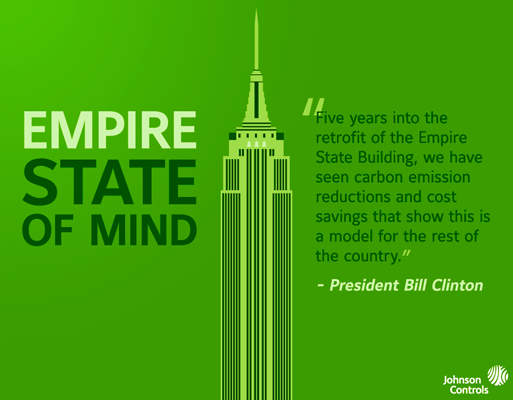 EMPIRE
STATE
OF MIND
“Five years into the
retrofit of the Empire
State Building, we have
seen carbon emission
reductions and cost
savings that show this is
a model for the rest of
the country.”
- President Bill Clinton
Johnson
Controls